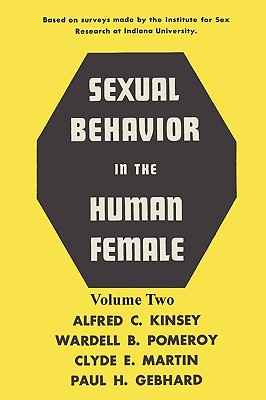 Based on surveys made by the Institute for Sex
Research at Indiana University.
SEXUAL
BEHAVIOR
IN THE
HUMAN
FEMALE
Volume Two
ALFRED C. KINSEY
WARDELL B. POMEROY
CLYDE E. MARTIN
PAUL H. GEBHARD